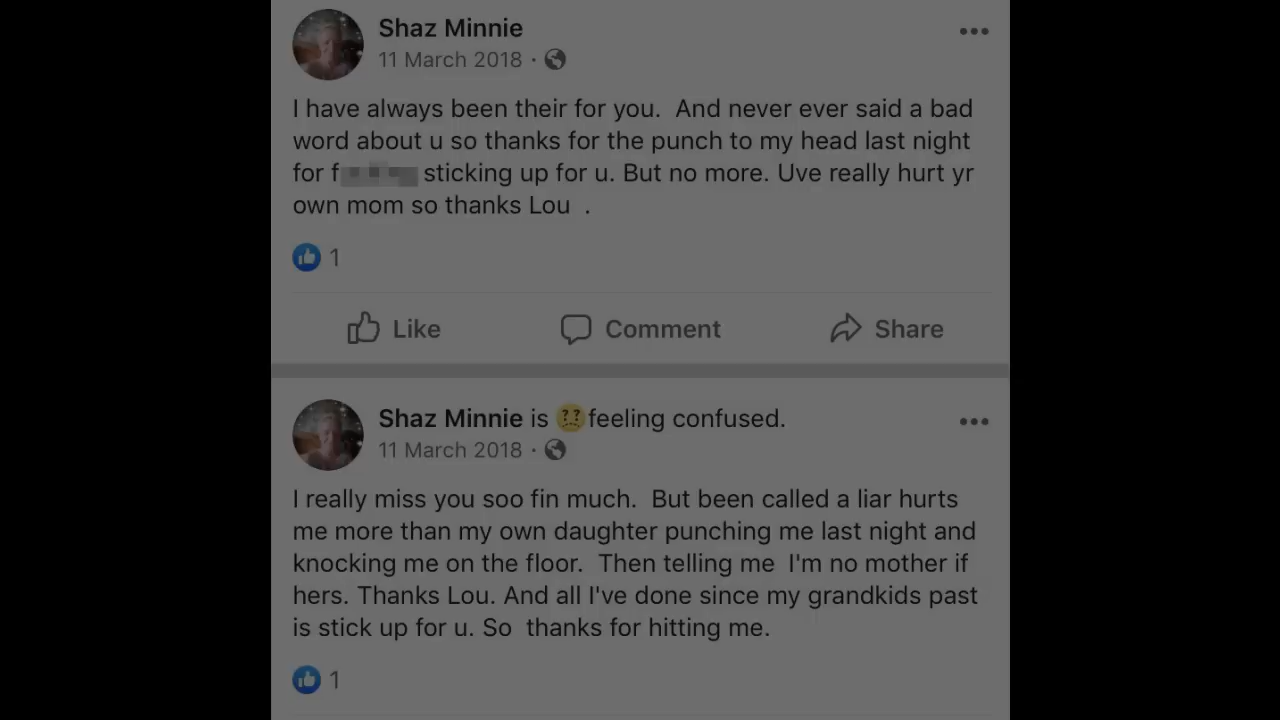 Shaz Minnie
11 March 2018 ·
I have always been their for you. And never ever said a bad
word about u so thanks for the punch to my head last night
for f sticking up for u. But no more. Uve really hurt yr
own mom so thanks Lou .
1
Like Comment Share
Shaz Minnie is feeling confused.
11 March 2018 ·
I really miss you soo fin much. But been called a liar hurts
me more than my own daughter punching me last night and
knocking me on the floor. Then telling me I'm no mother if
hers. Thanks Lou. And all I've done since my grandkids past
is stick up for u. So thanks for hitting me.
1